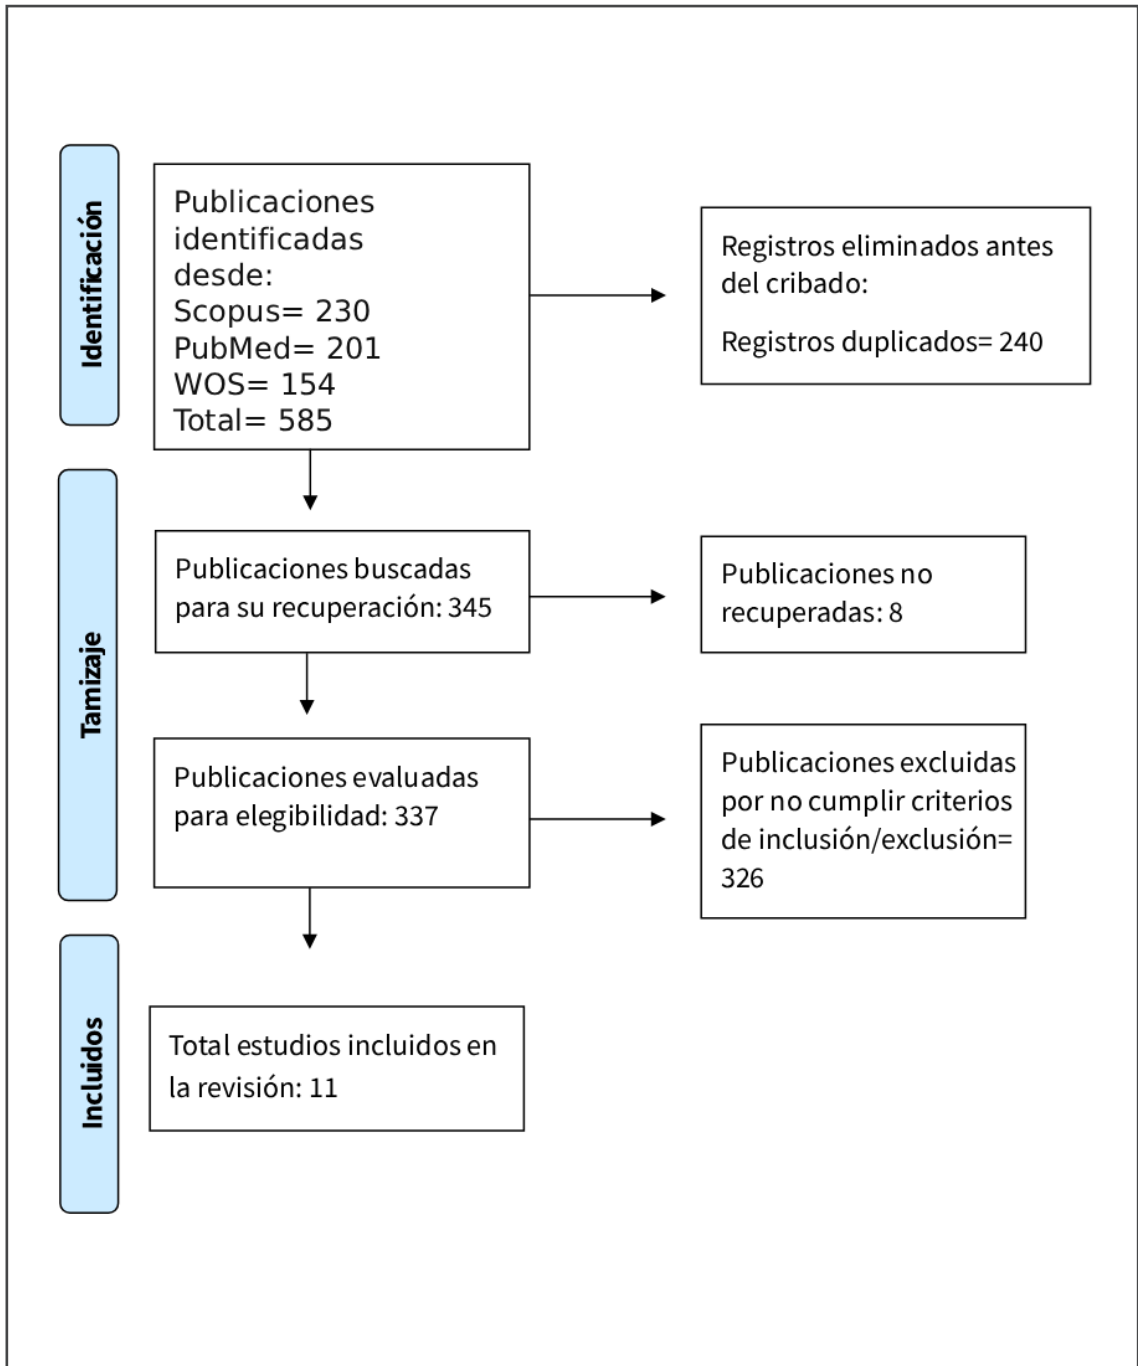 Identificación
Publicaciones
identificadas
desde:
Scopus= 230
PubMed= 201
WOS= 154
Total= 585
Registros eliminados antes
del cribado:
Registros duplicados= 240
Tamizaje
Publicaciones buscadas
para su recuperación: 345
Publicaciones no
recuperadas: 8
Publicaciones evaluadas
para elegibilidad: 337
Publicaciones excluidas
por no cumplir criterios
de inclusión/exclusión=
326
Incluidos
Total estudios incluidos en
la revisión: 11